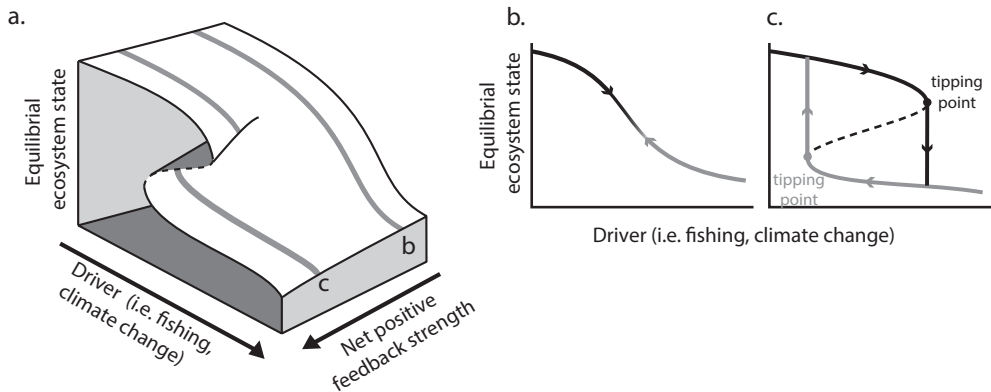 a.
Equilibrial
ecosystem state
Driver (i.e. fishing,
climate change)
Net positive
feedback strength
c
b
b.
Equilibrial
ecosystem state
c.
tipping
point
tipping
point
Driver (i.e. fishing, climate change)